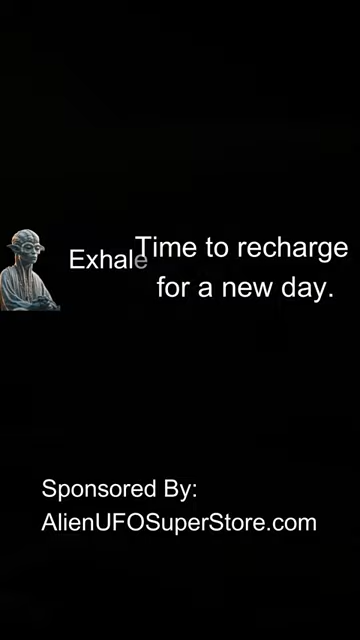 Exhale
Time to recharge
for a new day.
Sponsored By:
AlienUFOSuperStore.com